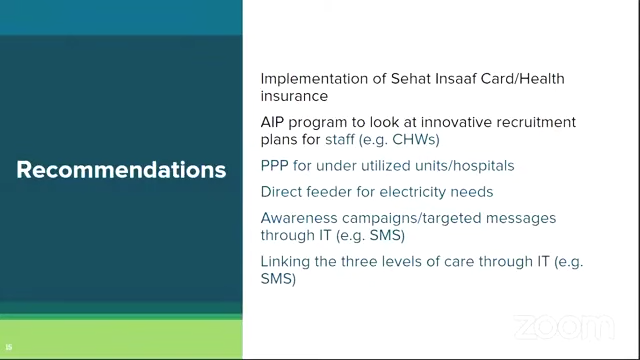 Recommendations
Implementation of Sehat Insaaf Card/Health
insurance
AIP program to look at innovative recruitment
plans for staff (e.g. CHWs)
PPP for under utilized units/hospitals
Direct feeder for electricity needs
Awareness campaigns/targeted messages
through IT (e.g. SMS)
Linking the three levels of care through IT (e.g.
SMS)
zoom